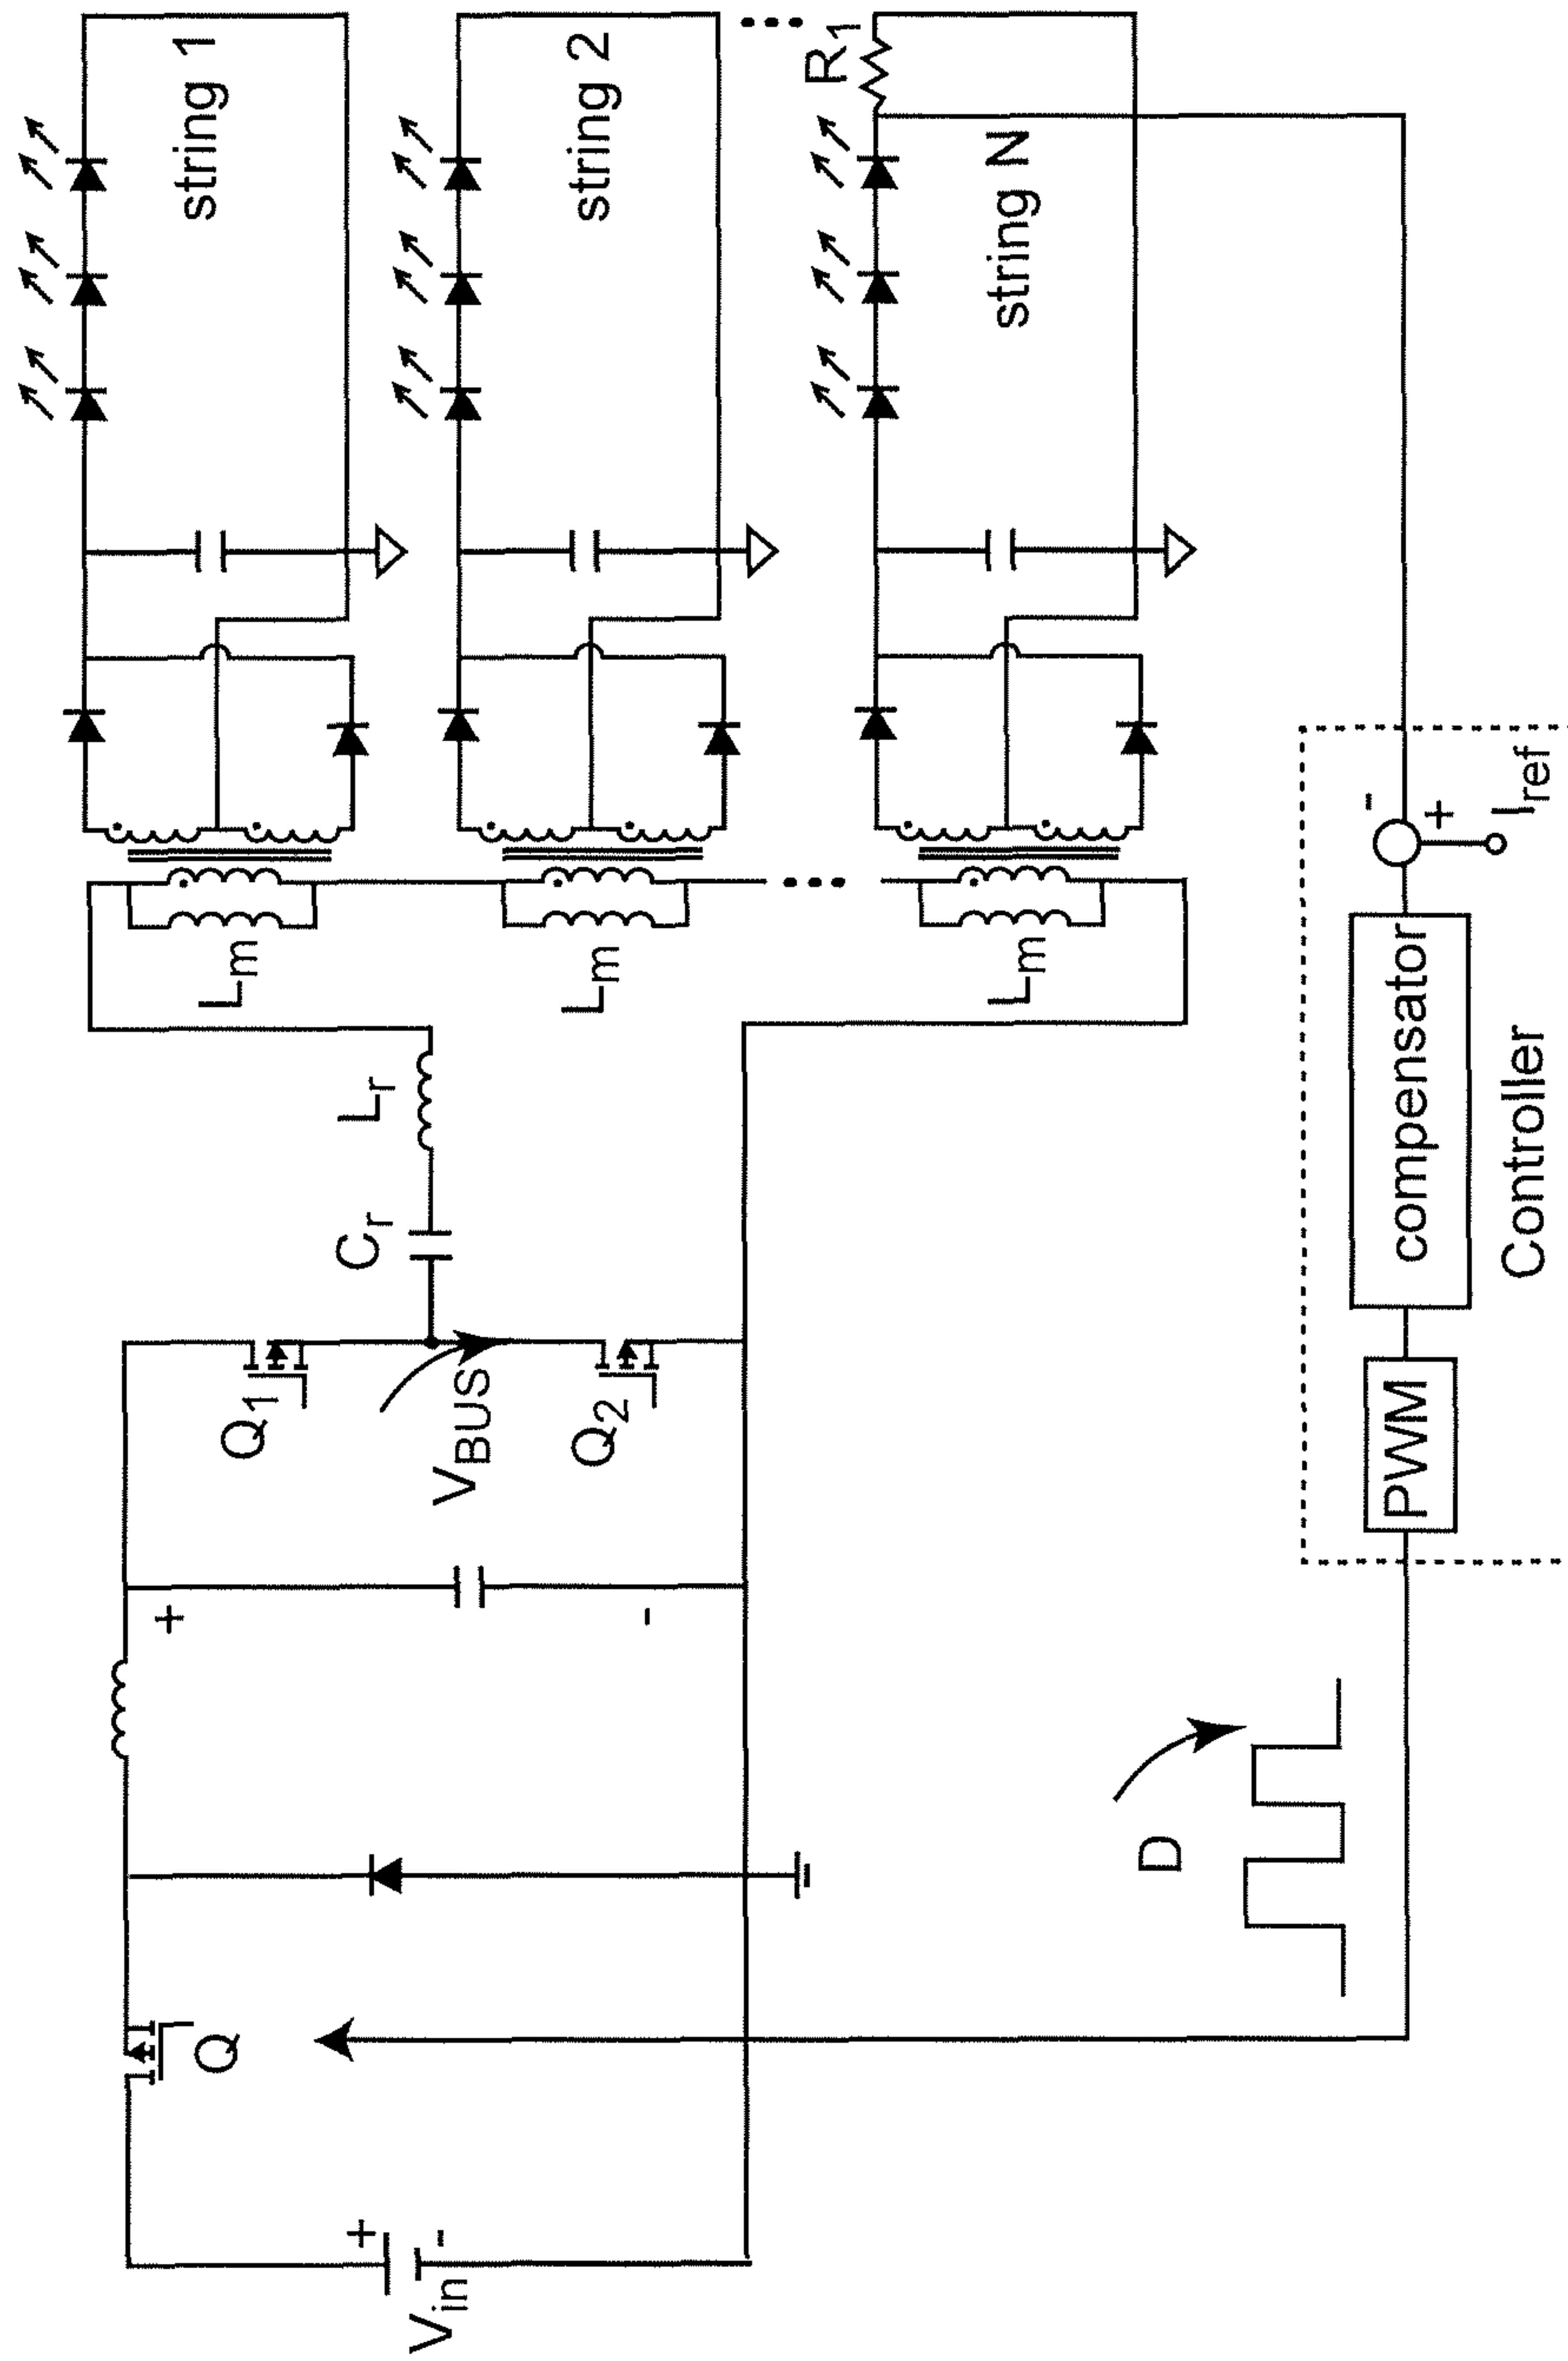 string 1
string 2
R1
string N
Lm
Lm
Lm
Lr
Cr
Q1
VBUS
Q2
+
-
Q
+
-
Vin
D
PWM
compensator
-
+
Iref
Controller